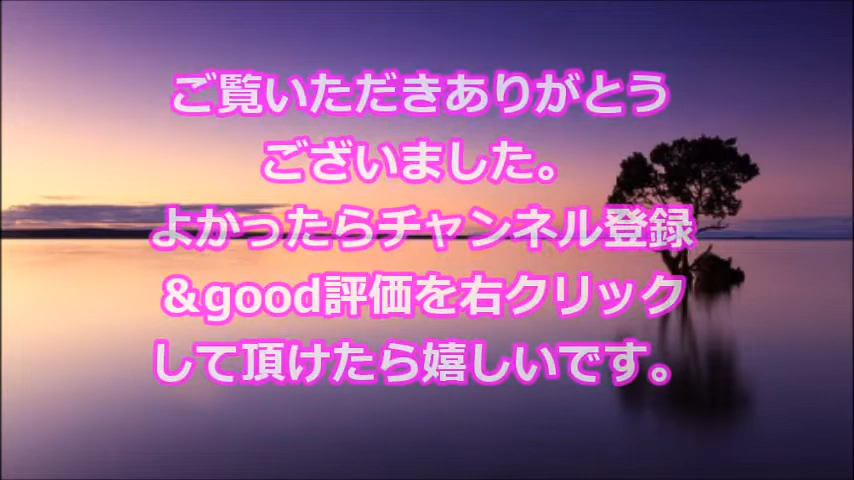 ご覧いただきありがとう
ございました。
よかったらチャンネル登録
&good評価を右クリック
して頂けたら嬉しいです。